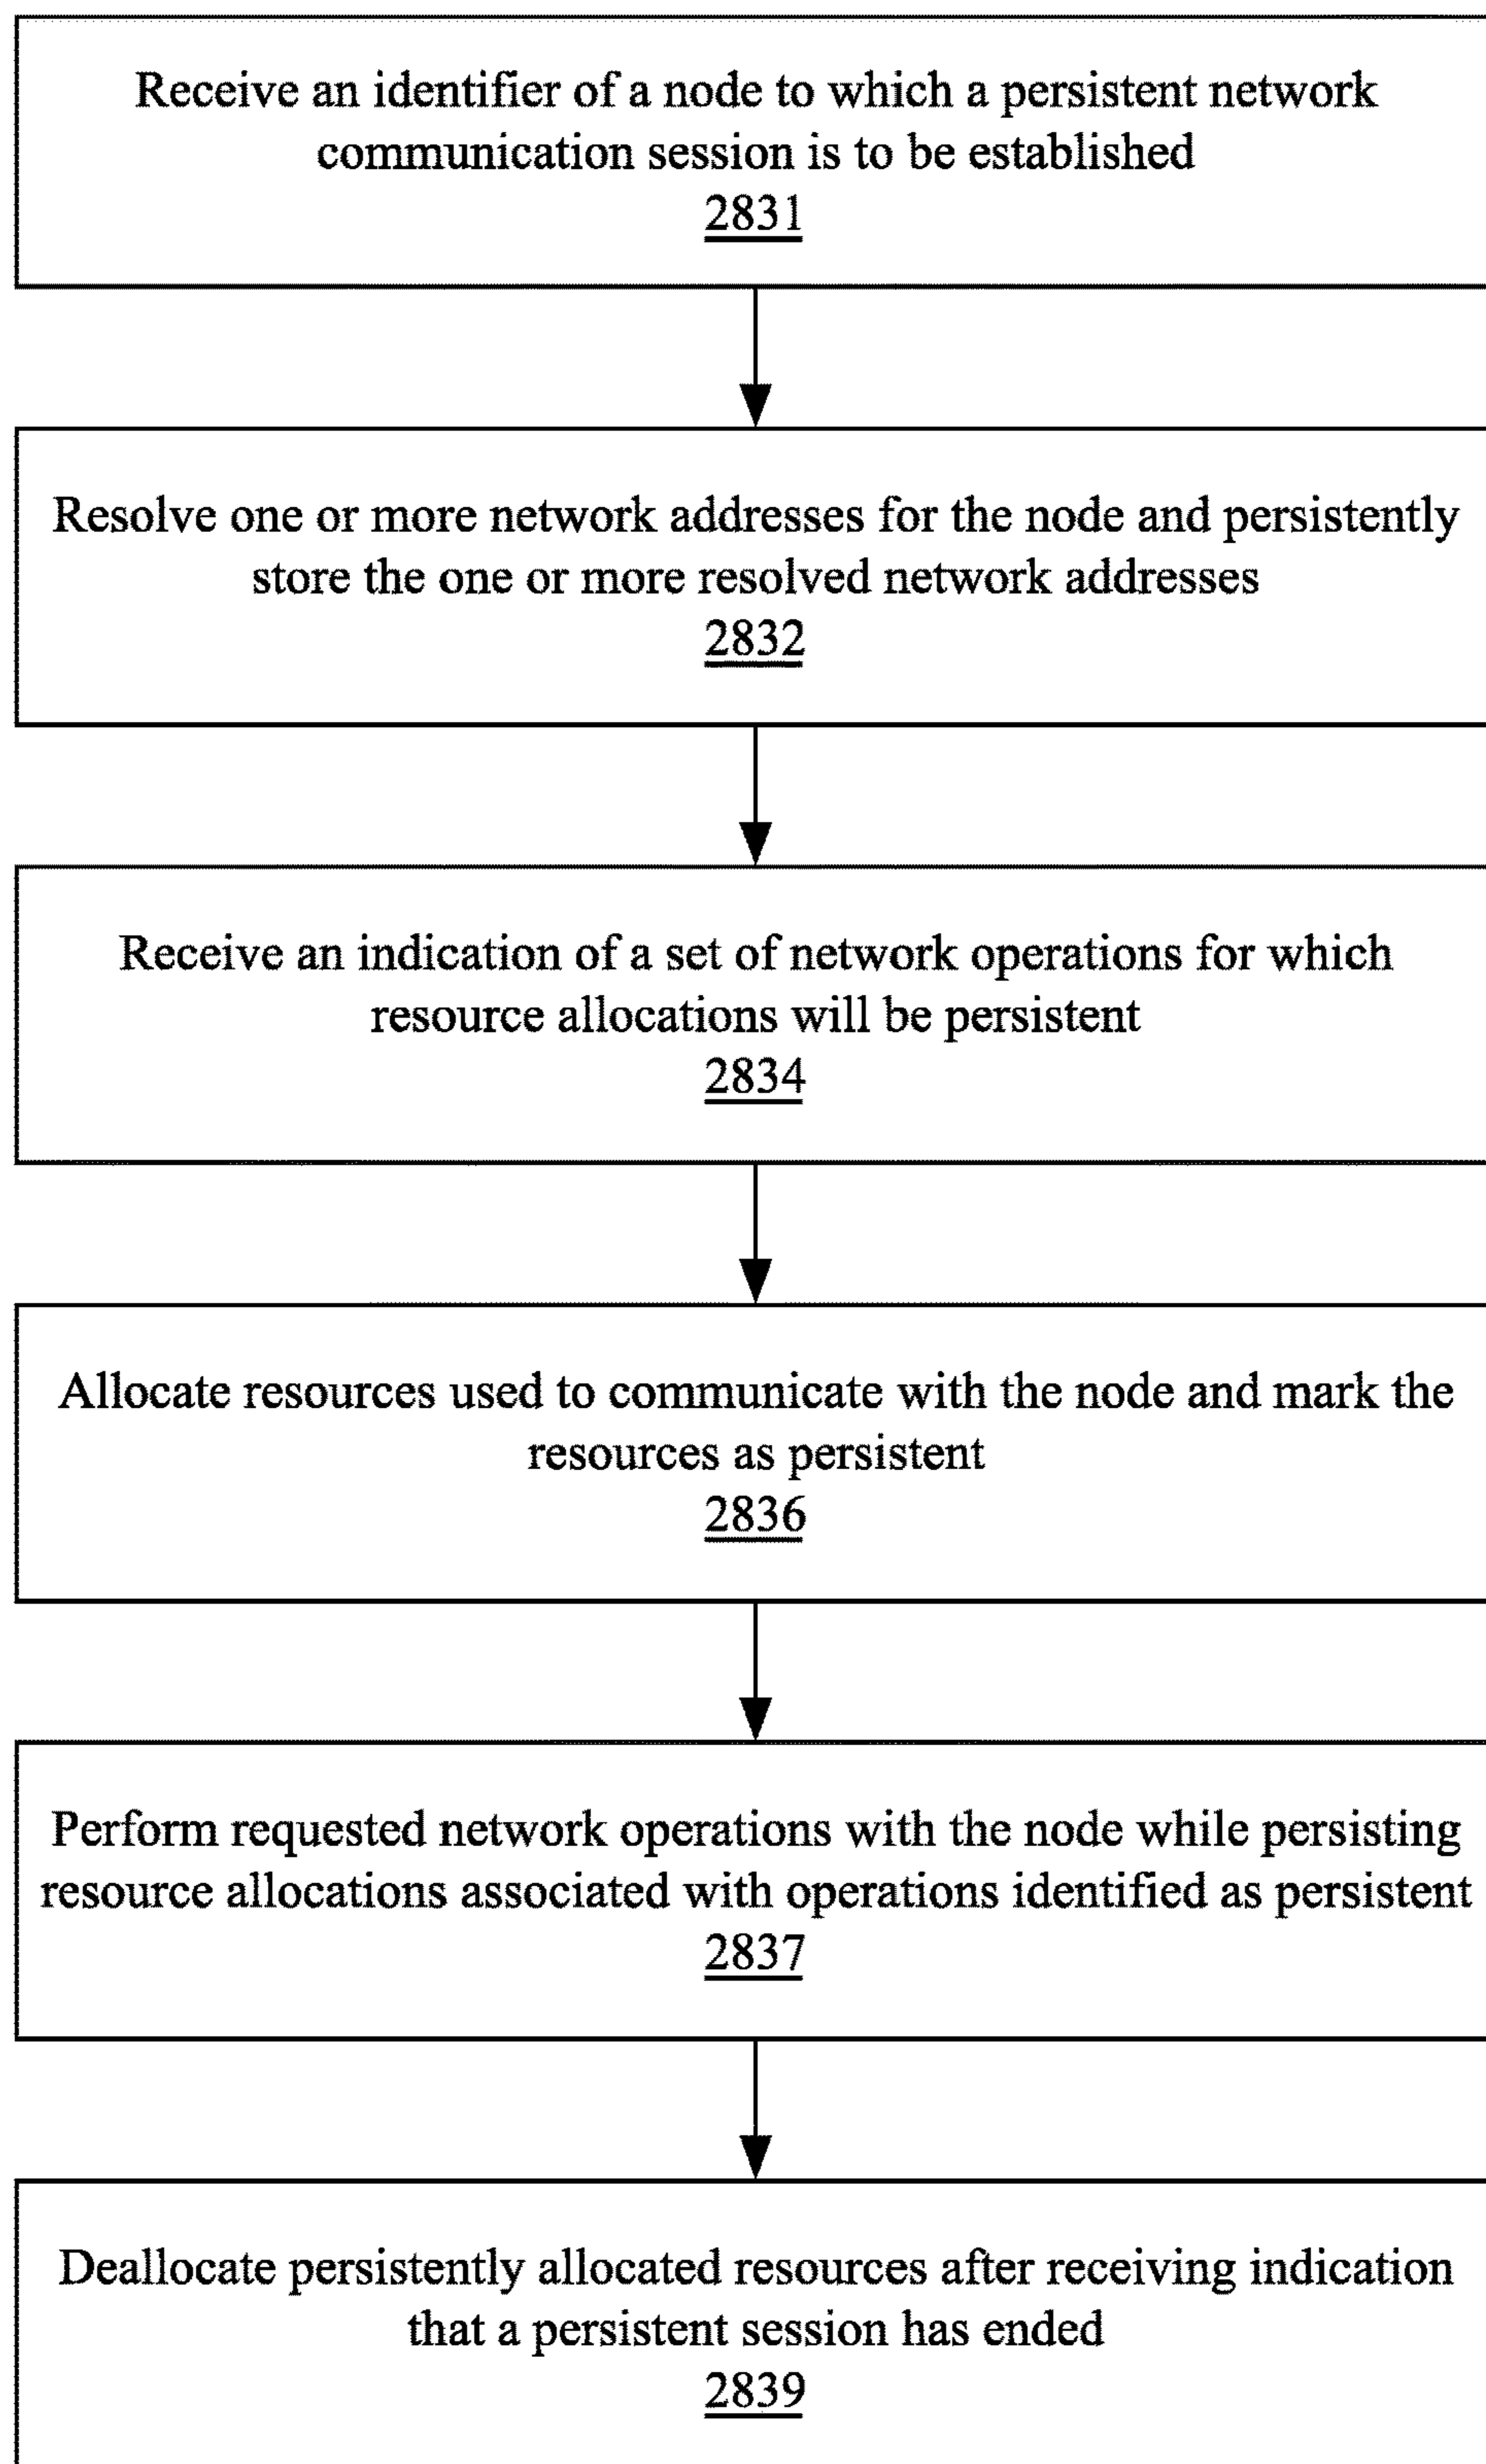 Receive an identifier of a node to which a persistent network
communication session is to be established
2831
Resolve one or more network addresses for the node and persistently
store the one or more resolved network addresses
2832
Receive an indication of a set of network operations for which
resource allocations will be persistent
2834
Allocate resources used to communicate with the node and mark the
resources as persistent
2836
Perform requested network operations with the node while persisting
resource allocations associated with operations identified as persistent
2837
Deallocate persistently allocated resources after receiving indication
that a persistent session has ended
2839